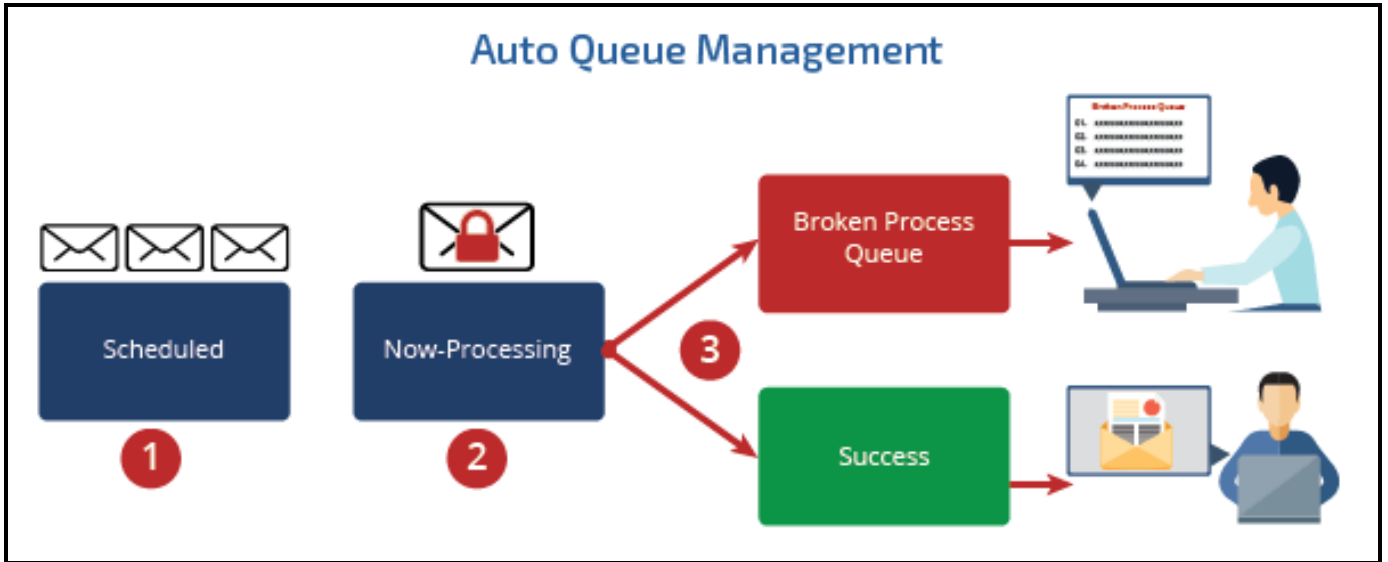 Auto Queue Management
Broken Process Queue
01.
02.
03.
04.
Scheduled
Now-Processing
Broken Process
Queue
3
1
2
Success